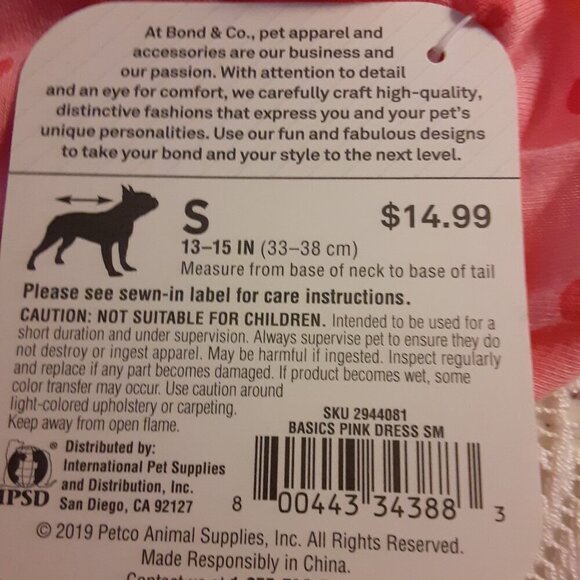 At Bond & Co., pet apparel and
accessories are our business and
our passion. With attention to detail
and an eye for comfort, we carefully craft high-quality,
distinctive fashions that express you and your pet's
unique personalities. Use our fun and fabulous designs
to take your bond and your style to the next level.
S
$14.99
13–15 IN (33–38 cm)
Measure from base of neck to base of tail
Please see sewn-in label for care instructions.
CAUTION: NOT SUITABLE FOR CHILDREN. Intended to be used for a
short duration and under supervision. Always supervise pet to ensure they do
not destroy or ingest apparel. May be harmful if ingested. Inspect regularly
and replace if any part becomes damaged. If product becomes wet, some
color transfer may occur. Use caution around
light-colored upholstery or carpeting.
Keep away from open flame.
SKU 2944081
BASICS PINK DRESS SM
IPSD ®
Distributed by:
International Pet Supplies
and Distribution, Inc.
San Diego, CA 92127
8 00443 34388 3
© 2019 Petco Animal Supplies, Inc. All Rights Reserved.
Made Responsibly in China.
Contact us at